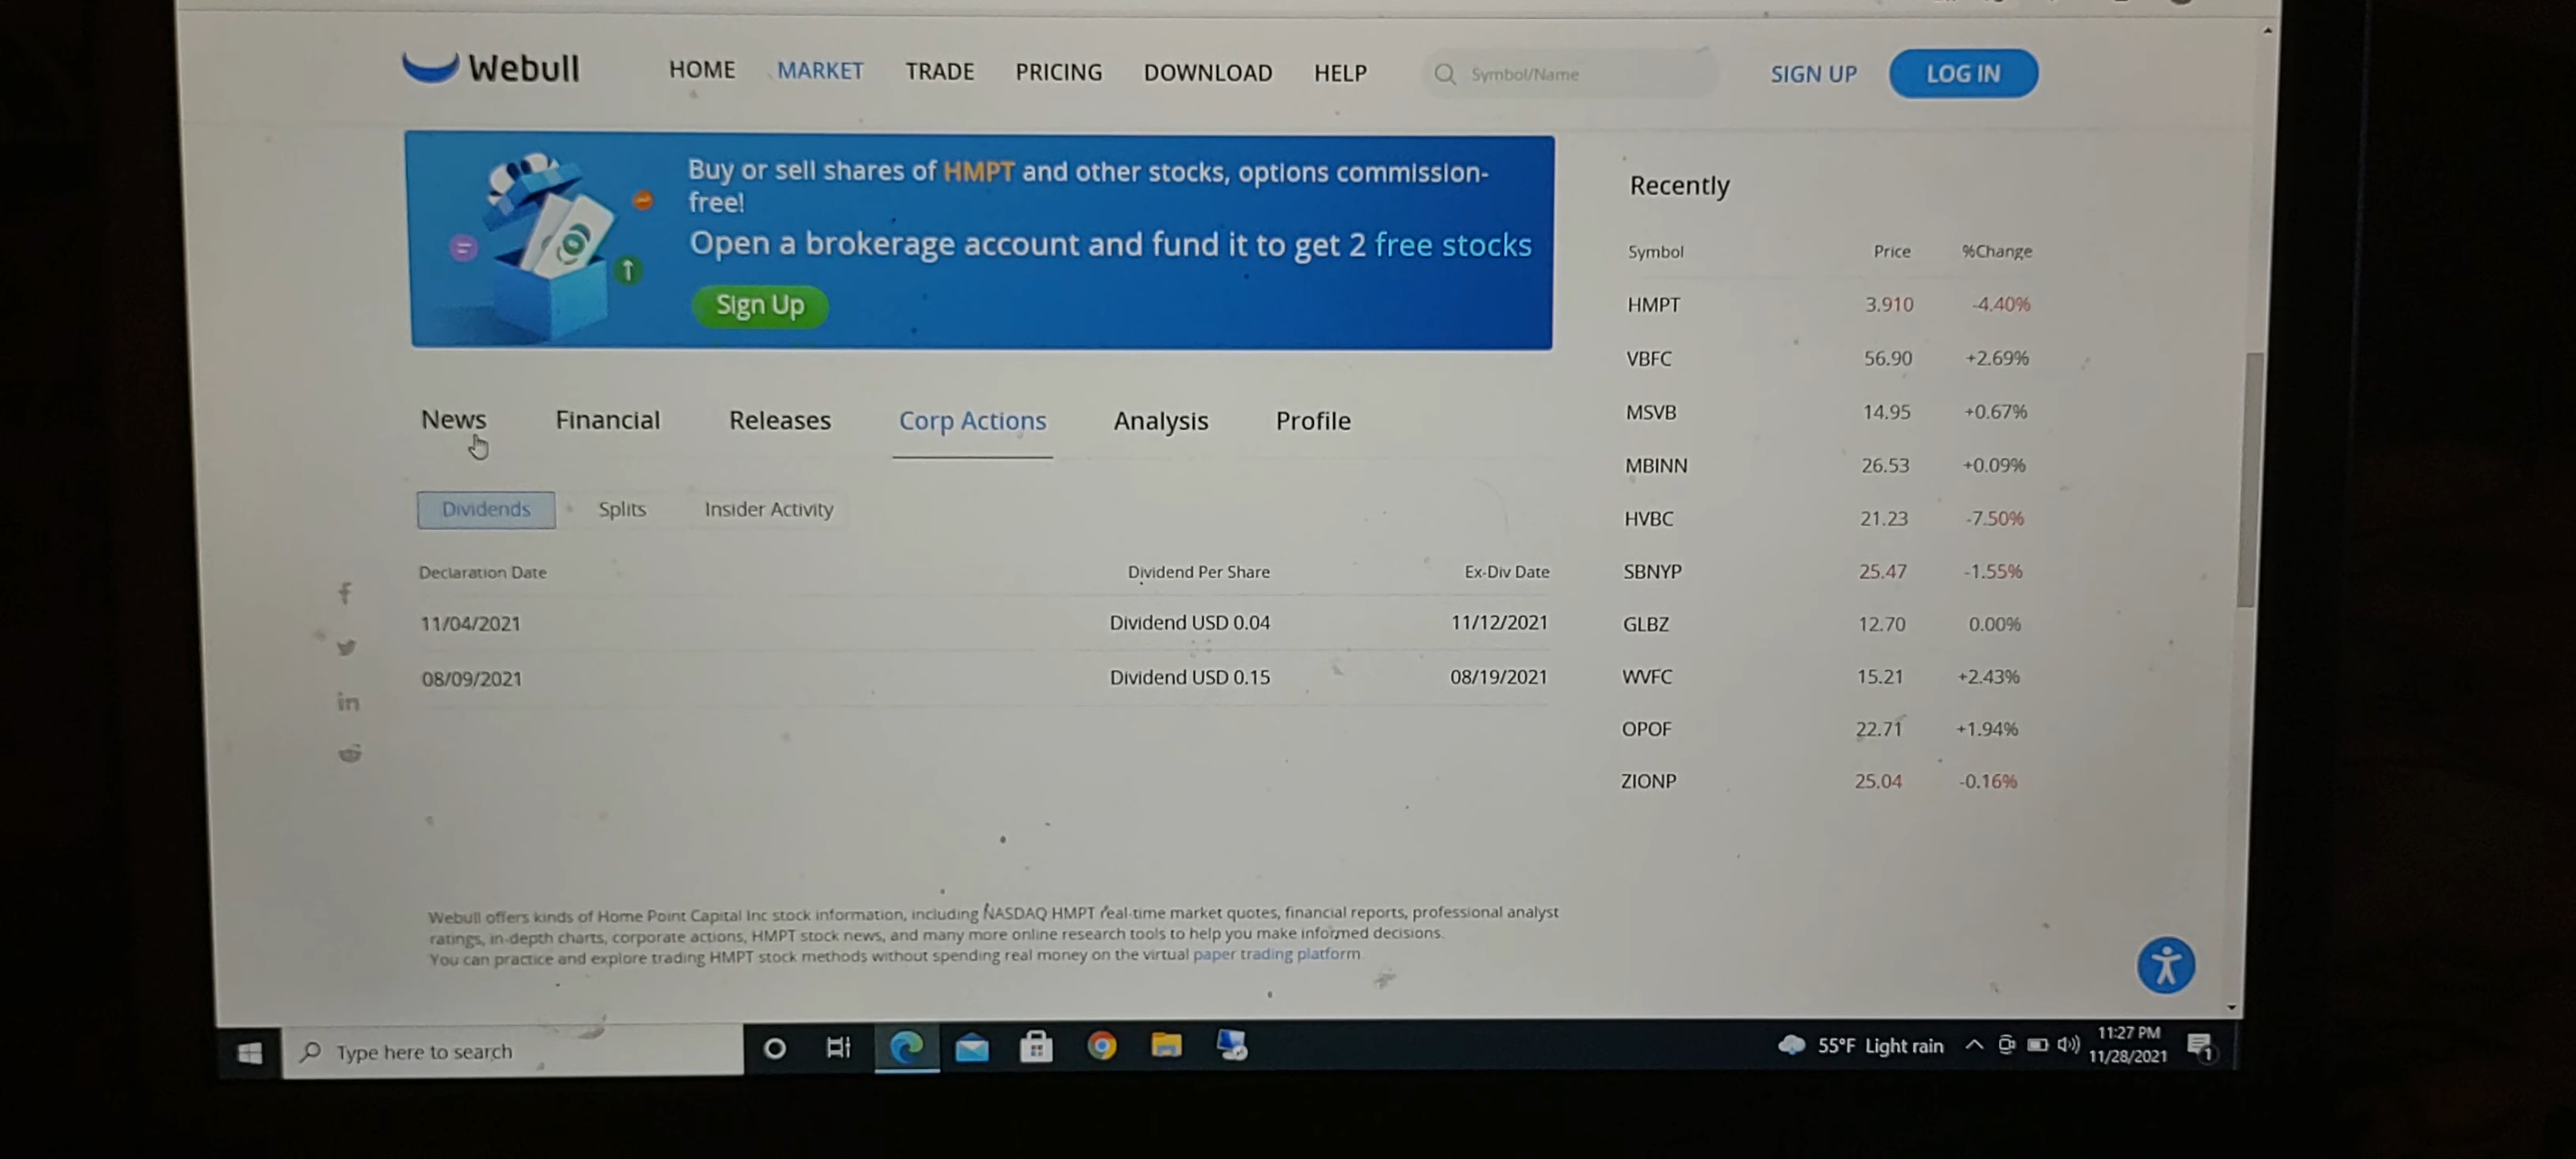 Webull HOME MARKET TRADE PRICING DOWNLOAD HELP Symbol/Name SIGN UP LOG IN
Buy or sell shares of HMPT and other stocks, options commission-
free!
Open a brokerage account and fund it to get 2 free stocks
Sign Up
News Financial Releases Corp Actions Analysis Profile
Dividends Splits Insider Activity
Declaration Date Dividend Per Share Ex-Div Date
11/04/2021 Dividend USD 0.04 11/12/2021
08/09/2021 Dividend USD 0.15 08/19/2021
Recently
Symbol Price %Change
HMPT 3.910 -4.40%
VBFC 56.90 +2.69%
MSVB 14.95 +0.67%
MBINN 26.53 +0.09%
HVBC 21.23 -7.50%
SBNYP 25.47 -1.55%
GLBZ 12.70 0.00%
WVFC 15.21 +2.43%
OPOF 22.71 +1.94%
ZIONP 25.04 -0.16%
f
in
Webull offers kinds of Home Point Capital Inc stock information, including NASDAQ HMPT real-time market quotes, financial reports, professional analyst
ratings, in-depth charts, corporate actions, HMPT stock news, and many more online research tools to help you make informed decisions.
You can practice and explore trading HMPT stock methods without spending real money on the virtual paper trading platform.
Type here to search 55°F Light rain 11:27 PM
11/28/2021
1